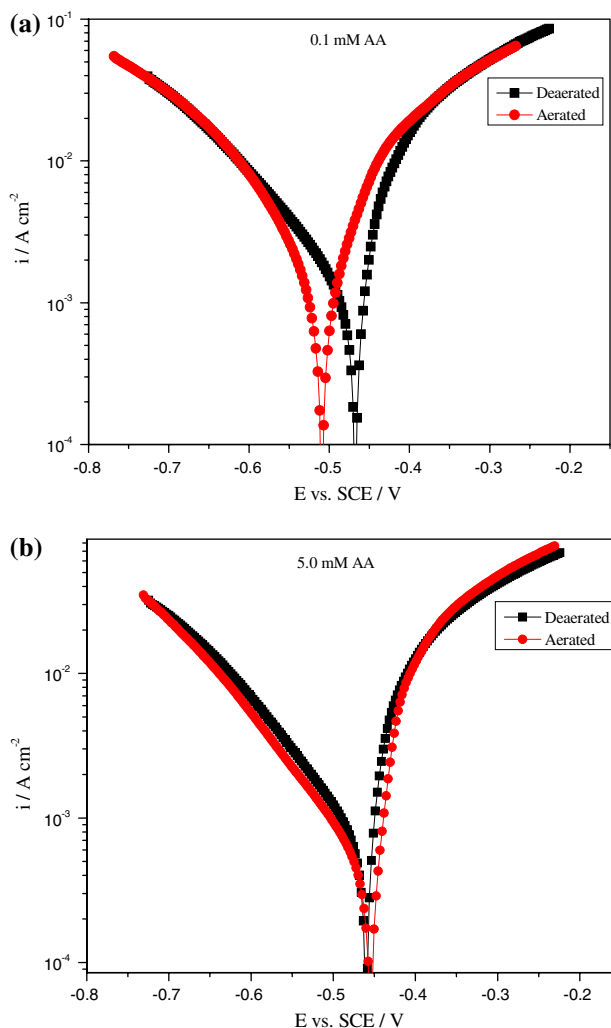 (a)
0.1 mM AA
Deaerated
Aerated
i / A cm⁻²
10⁻¹
10⁻²
10⁻³
10⁻⁴
-0.8 -0.7 -0.6 -0.5 -0.4 -0.3 -0.2
E vs. SCE / V
(b)
5.0 mM AA
Deaerated
Aerated
i / A cm⁻²
10⁻²
10⁻³
10⁻⁴
-0.8 -0.7 -0.6 -0.5 -0.4 -0.3 -0.2
E vs. SCE / V